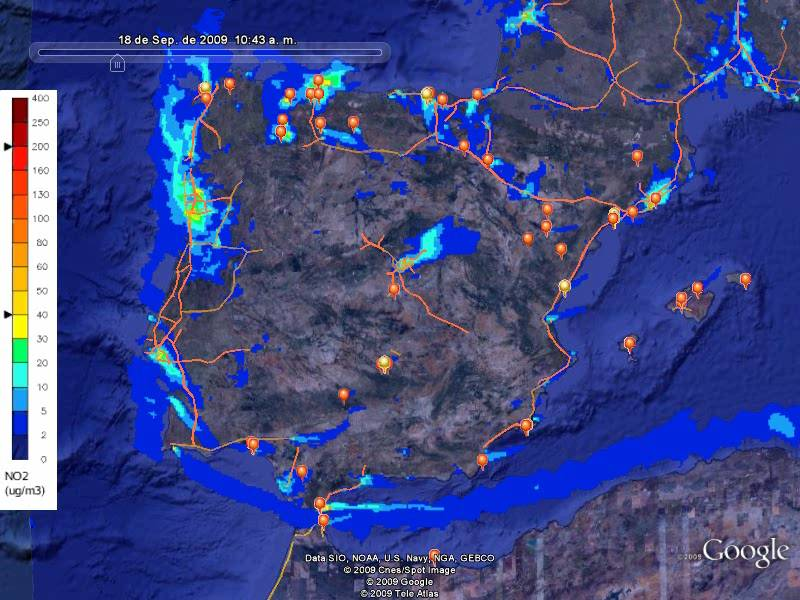 18 de Sep. de 2009 10:43 a. m.
400
250
200
160
130
100
80
60
50
40
30
20
10
5
2
0
NO2
(ug/m3)
Data SIO, NOAA, U.S. Navy, NGA, GEBCO
© 2009 Cnes/Spot Image
© 2009 Google
© 2009 Tele Atlas
©2009 Google